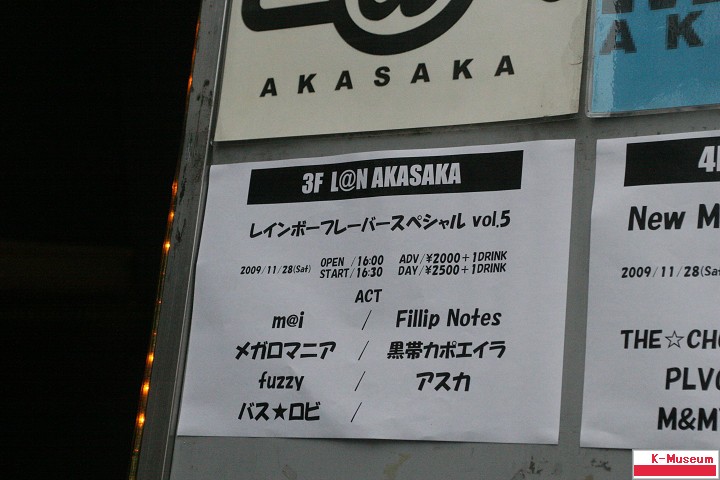 AKASAKA
3F L@N AKASAKA
レインボーフレーバースペシャル vol.5
2009/11/28(Sat) OPEN /16:00 ADV/¥2000+1DRINK
START/16:30 DAY/¥2500+1DRINK
ACT
m@i / Fillip Notes
メガロマニア / 黒帯カポエイラ
fuzzy / アスカ
バス★ロビ /
New M
2009/11/28(Sat)
THE☆CH
PLV
M&M
K-Museum